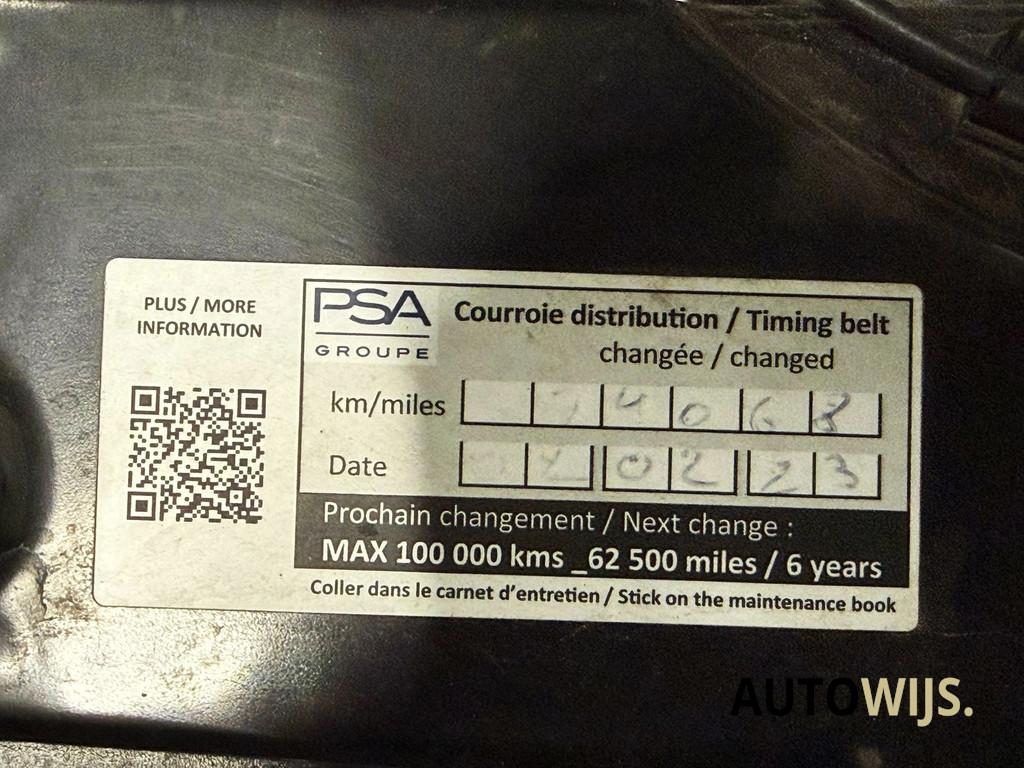 PLUS / MORE
INFORMATION
PSA
GROUPE
Courroie distribution / Timing belt
changée / changed
km/miles 74068
Date 02 23
Prochain changement / Next change :
MAX 100 000 kms _62 500 miles / 6 years
Coller dans le carnet d'entretien / Stick on the maintenance book
AUTOWIJS.